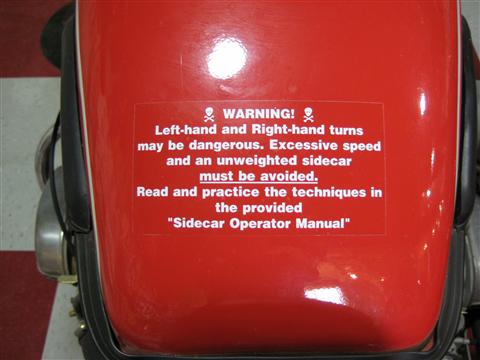 ☠ WARNING! ☠
Left-hand and Right-hand turns
may be dangerous. Excessive speed
and an unweighted sidecar
must be avoided.
Read and practice the techniques in
the provided
"Sidecar Operator Manual"